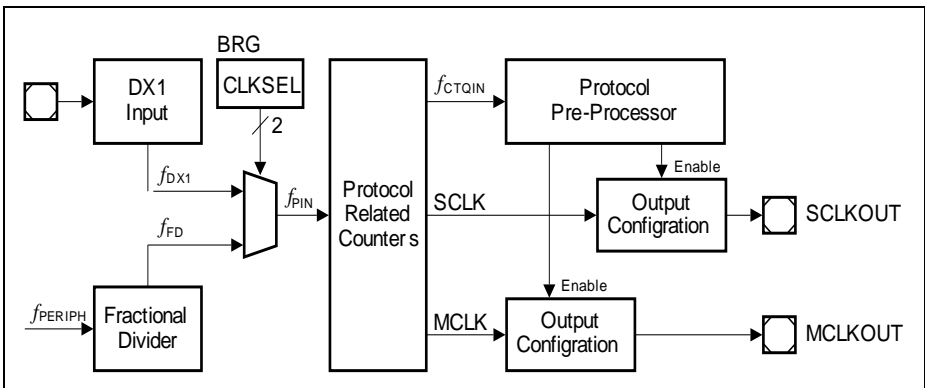 BRG
DX1
Input
CLKSEL
2
fDX1
fFD
fPIN
fPERIPH
Fractional
Divider
Protocol
Related
Counter s
fCTQIN
Protocol
Pre-Processor
Enable
SCLK
Output
Configration
SCLKOUT
Enable
MCLK
Output
Configration
MCLKOUT